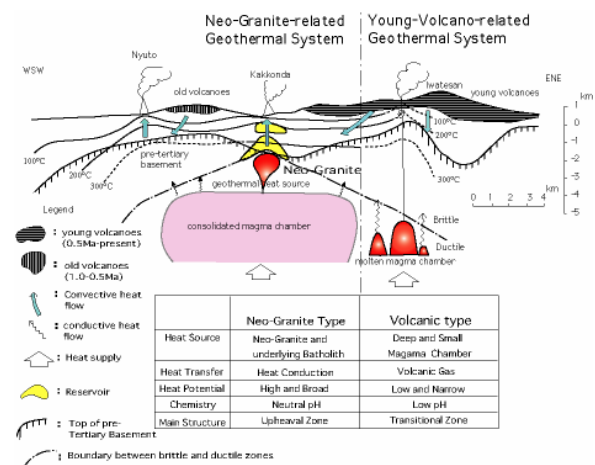 Neo-Granite-related
Geothermal System
Young-Volcano-related
Geothermal System
Nyuto
WSW
old volcanoes
Kakkonda
Iwatesan
young volcanoes
ENE
100°C
200°C
300°C
pre-tertiary
basement
Neo-Granite
geothermal heat source
consolidated magma chamber
100°C
200°C
300°C
1
km
0
-1
-2
-3
-4
-5
0 1 2 3 4
km
Brittle
Ductile
molten magma chamber
Legend
: young volcanoes
(0.5Ma-present)
: old volcanoes
(1.0-0.5Ma)
: Convective heat
flow
: conductive heat
flow
: Heat supply
: Reservoir
: Top of pre-
Tertiary Basement
: Boundary between brittle and ductile zones
Neo-Granite Type Volcanic type
Heat Source Neo-Granite and underlying Batholith Deep and Small Magama Chamber
Heat Transfer Heat Conduction Volcanic Gas
Heat Potential High and Broad Low and Narrow
Chemistry Neutral pH Low pH
Main Structure Upheaval Zone Transitional Zone